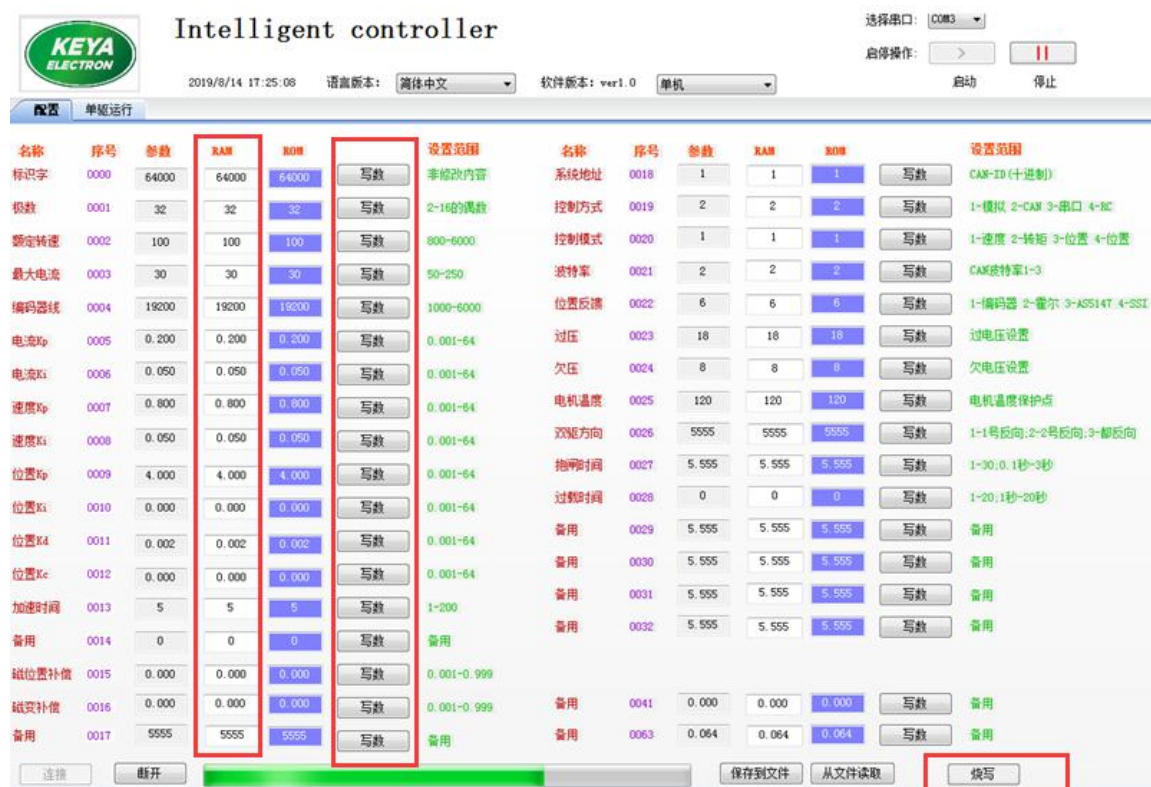 KEYA
ELECTRON
Intelligent controller
选择串口: COM3
启停操作: >
启动 停止
2019/8/14 17:25:08 语言版本: 简体中文 软件版本: ver1.0 单机
配置 单驱运行
名称 序号 参数 RAM ROM 设置范围 名称 序号 参数 RAM ROM 设置范围
标识字 0000 64000 64000 64000 写数 非修改内容 系统地址 0018 1 1 1 写数 CAN-ID(十进制)
极数 0001 32 32 32 写数 2-16的偶数 控制方式 0019 2 2 2 写数 1-模拟 2-CAN 3-串口 4-RC
额定转速 0002 100 100 100 写数 800-6000 控制模式 0020 1 1 1 写数 1-速度 2-转矩 3-位置 4-位置
最大电流 0003 30 30 30 写数 50-250 波特率 0021 2 2 2 写数 CAN波特率1-3
编码器线 0004 19200 19200 19200 写数 1000-6000 位置反馈 0022 6 6 6 写数 1-编码器 2-霍尔 3-AS5147 4-SSI
电流Kp 0005 0.200 0.200 0.200 写数 0.001-64 过压 0023 18 18 18 写数 过电压设置
电流Ki 0006 0.050 0.050 0.050 写数 0.001-64 欠压 0024 8 8 8 写数 欠电压设置
速度Kp 0007 0.800 0.800 0.800 写数 0.001-64 电机温度 0025 120 120 120 写数 电机温度保护点
速度Ki 0008 0.050 0.050 0.050 写数 0.001-64 双驱方向 0026 5555 5555 5555 写数 1-1号反向;2-2号反向;3-都反向
位置Kp 0009 4.000 4.000 4.000 写数 0.001-64 抱闸时间 0027 5.555 5.555 5.555 写数 1-30;0.1秒-3秒
位置Ki 0010 0.000 0.000 0.000 写数 0.001-64 过载时间 0028 0 0 0 写数 1-20;1秒-20秒
位置Kd 0011 0.002 0.002 0.002 写数 0.001-64 备用 0029 5.555 5.555 5.555 写数 备用
位置Kc 0012 0.000 0.000 0.000 写数 0.001-64 备用 0030 5.555 5.555 5.555 写数 备用
加速时间 0013 5 5 5 写数 1-200 备用 0031 5.555 5.555 5.555 写数 备用
备用 0014 0 0 0 写数 备用 备用 0032 5.555 5.555 5.555 写数 备用
磁位置补偿 0015 0.000 0.000 0.000 写数 0.001-0.999
磁变补偿 0016 0.000 0.000 0.000 写数 0.001-0.999 备用 0041 0.000 0.000 0.000 写数 备用
备用 0017 5555 5555 5555 写数 备用 备用 0063 0.064 0.064 0.064 写数 备用
连接 断开 保存到文件 从文件读取 烧写